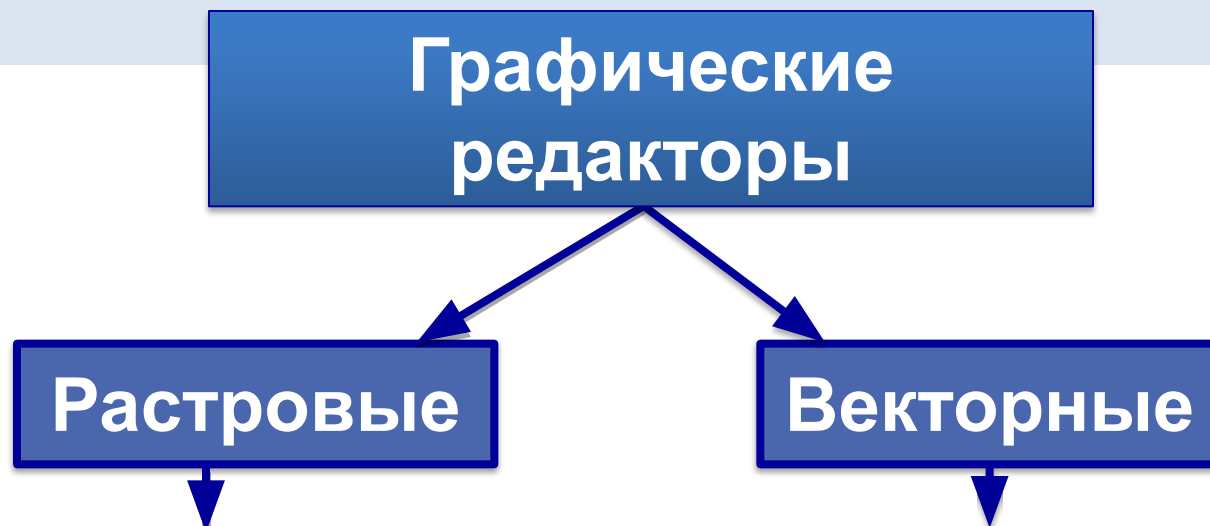 Графические
редакторы
Растровые
Векторные